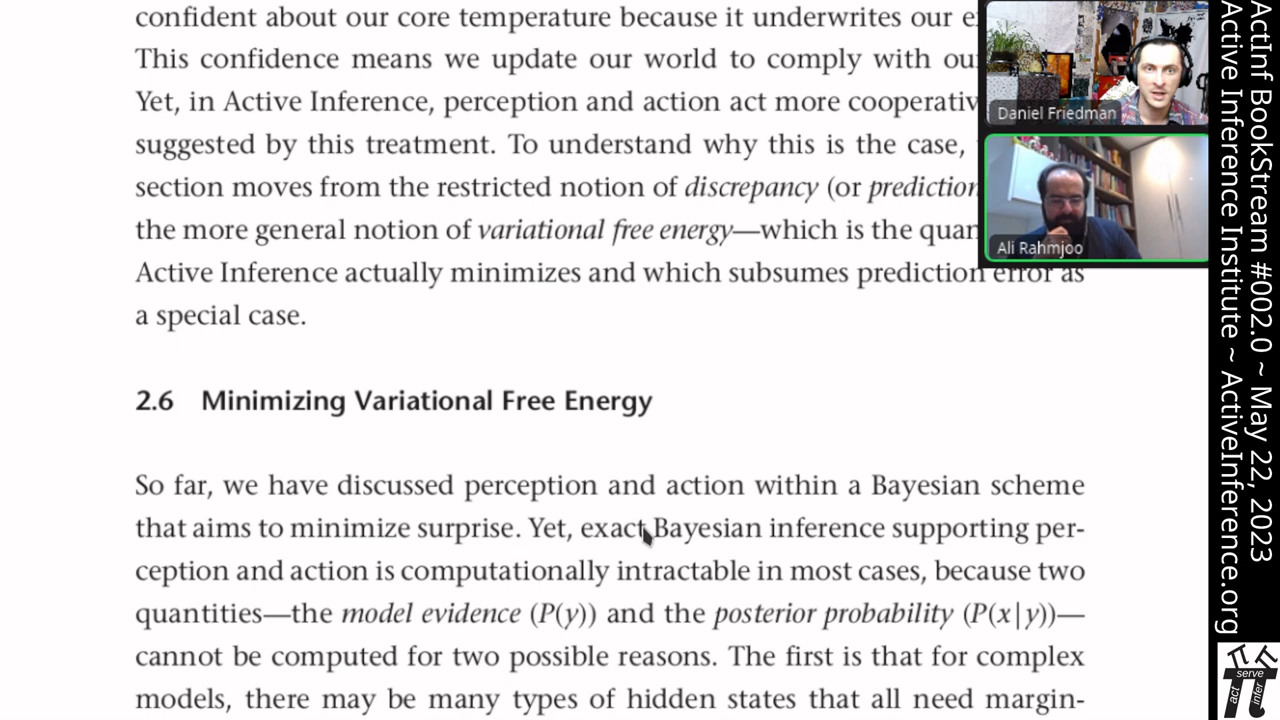 confident about our core temperature because it underwrites our
This confidence means we update our world to comply with
Yet, in Active Inference, perception and action act more
suggested by this treatment. To understand why this is the case,
section moves from the restricted notion of discrepancy (or prediction
the more general notion of variational free energy—which is the
Active Inference actually minimizes and which subsumes prediction error as
a special case.
2.6 Minimizing Variational Free Energy
So far, we have discussed perception and action within a Bayesian scheme
that aims to minimize surprise. Yet, exact Bayesian inference supporting per-
ception and action is computationally intractable in most cases, because two
quantities—the model evidence (P(y)) and the posterior probability (P(x|y))—
cannot be computed for two possible reasons. The first is that for complex
models, there may be many types of hidden states that all need margin-
Daniel Friedman
Ali Rahmjoo
ActInf BookStream #002.0 ~ May 22, 2023
Active Inference Institute ~ ActiveInference.org
serve
act
infer